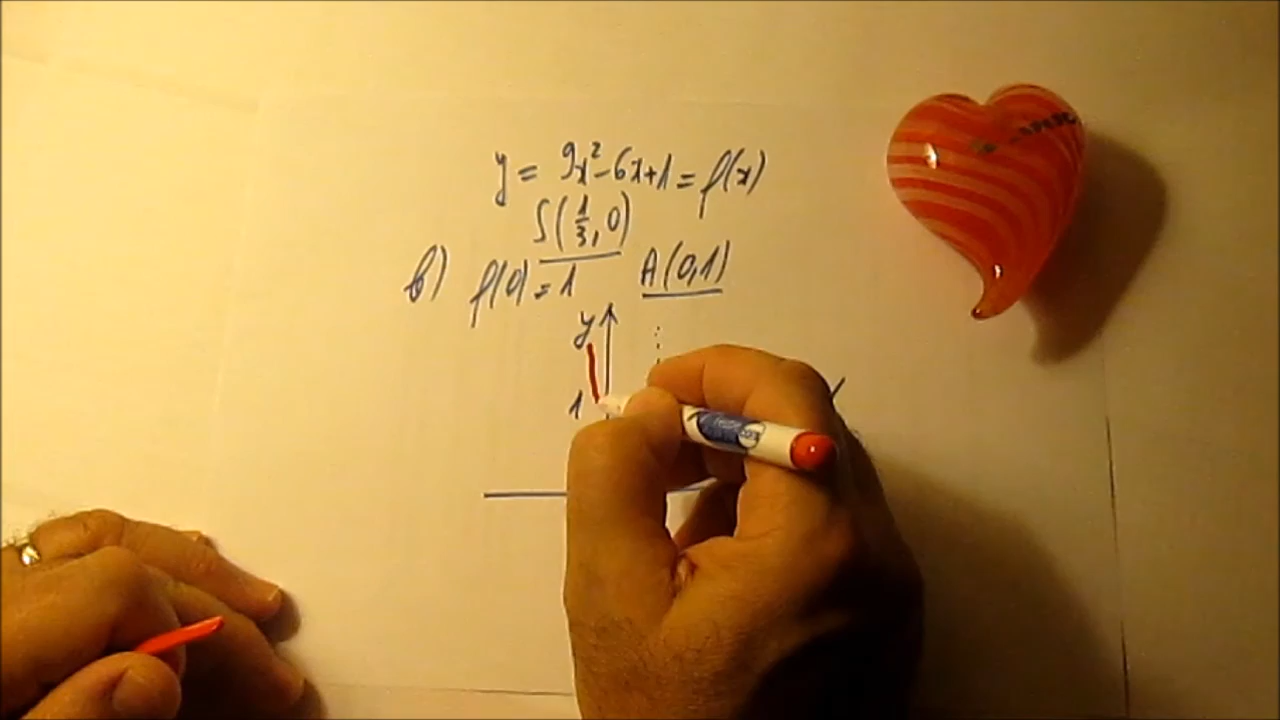 y = 9x²-6x+1 = f(x)
S(1/3, 0)
b) f(0) = 1 A(0,1)
y
1